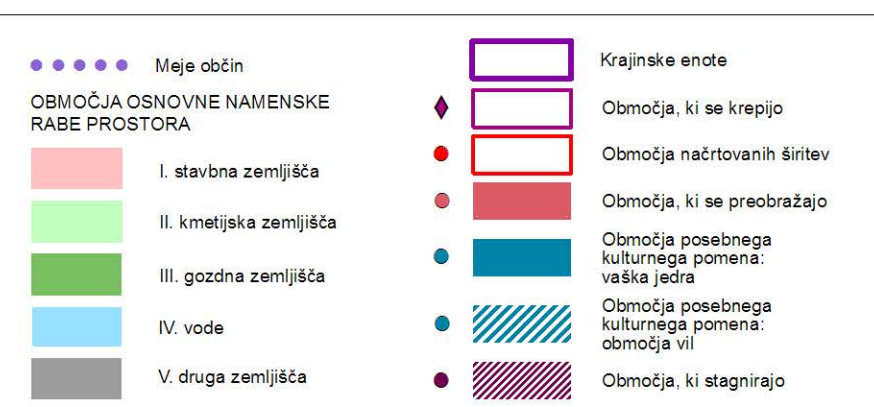 Meje občin
OBMOČJA OSNOVNE NAMENSKE
RABE PROSTORA
I. stavbna zemljišča
II. kmetijska zemljišča
III. gozdna zemljišča
IV. vode
V. druga zemljišča
Krajinske enote
Območja, ki se krepijo
Območja načrtovanih širitev
Območja, ki se preobražajo
Območja posebnega
kulturnega pomena:
vaška jedra
Območja posebnega
kulturnega pomena:
območja vil
Območja, ki stagnirajo